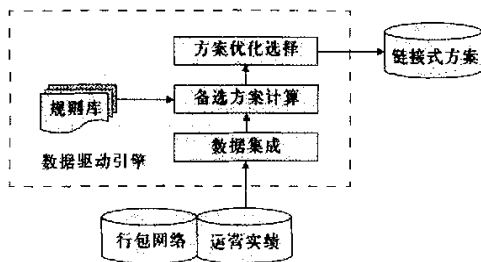 方案优化选择
链接式方案
备选方案计算
规则库
数据集成
数据驱动引擎
行包网络
运营实绩